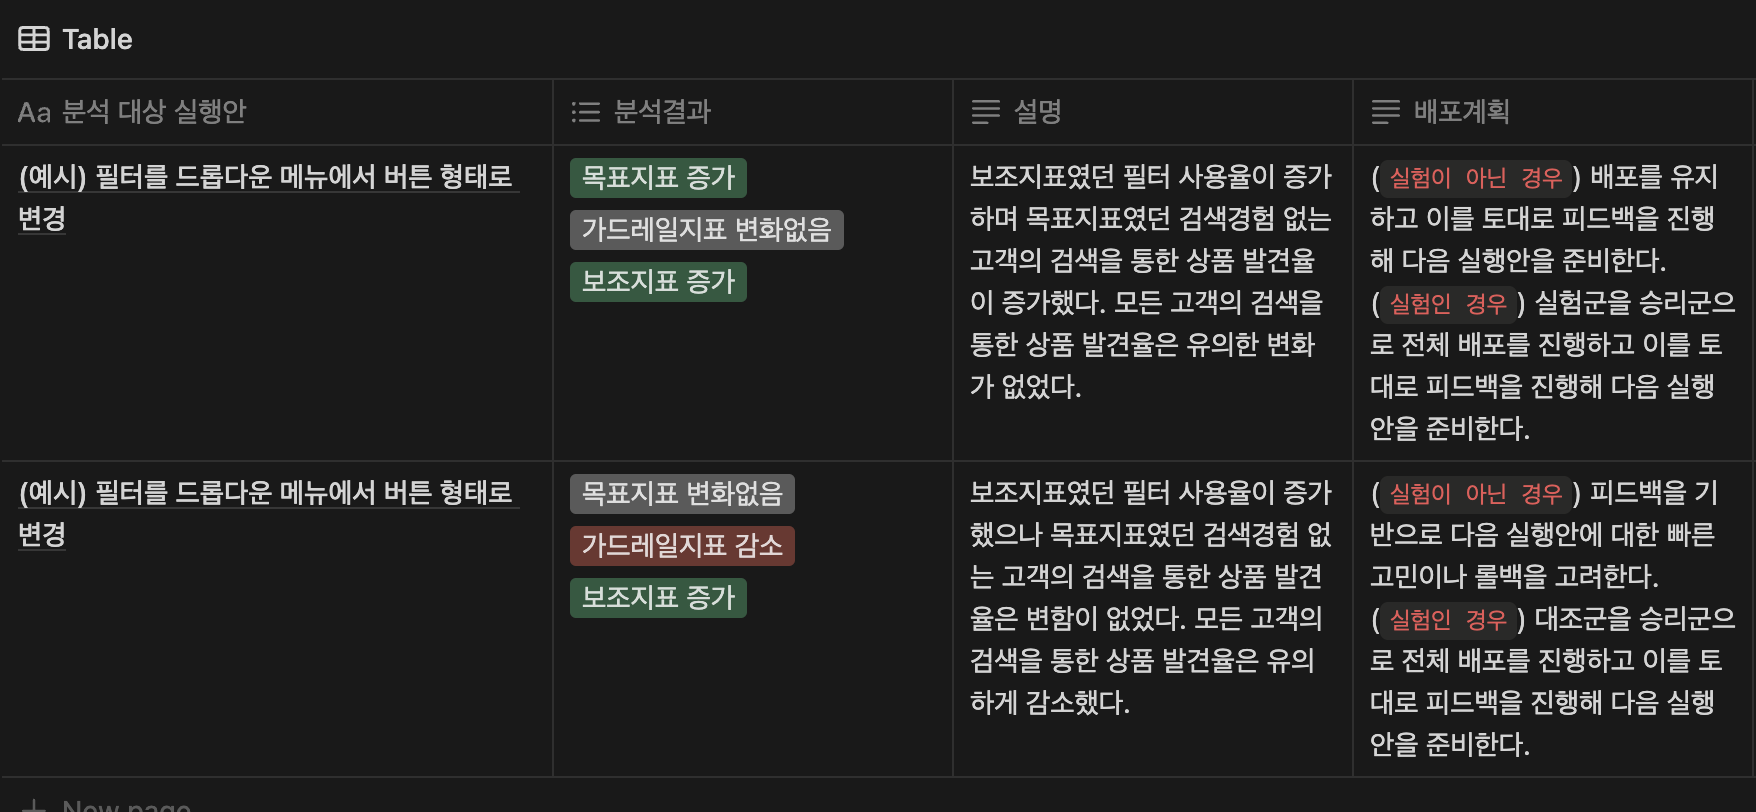 Table
Aa 분석 대상 실행안
분석결과
설명
배포계획
(예시) 필터를 드롭다운 메뉴에서 버튼 형태로
변경
목표지표 증가
가드레일지표 변화없음
보조지표 증가
보조지표였던 필터 사용율이 증가
하며 목표지표였던 검색경험 없는
고객의 검색을 통한 상품 발견율
이 증가했다. 모든 고객의 검색을
통한 상품 발견율은 유의한 변화
가 없었다.
(실험이 아닌 경우) 배포를 유지
하고 이를 토대로 피드백을 진행
해 다음 실행안을 준비한다.
(실험인 경우) 실험군을 승리군으
로 전체 배포를 진행하고 이를 토
대로 피드백을 진행해 다음 실행
안을 준비한다.
(예시) 필터를 드롭다운 메뉴에서 버튼 형태로
변경
목표지표 변화없음
가드레일지표 감소
보조지표 증가
보조지표였던 필터 사용율이 증가
했으나 목표지표였던 검색경험 없
는 고객의 검색을 통한 상품 발견
율은 변함이 없었다. 모든 고객의
검색을 통한 상품 발견율은 유의
하게 감소했다.
(실험이 아닌 경우) 피드백을 기
반으로 다음 실행안에 대한 빠른
고민이나 롤백을 고려한다.
(실험인 경우) 대조군을 승리군으
로 전체 배포를 진행하고 이를 토
대로 피드백을 진행해 다음 실행
안을 준비한다.
New page